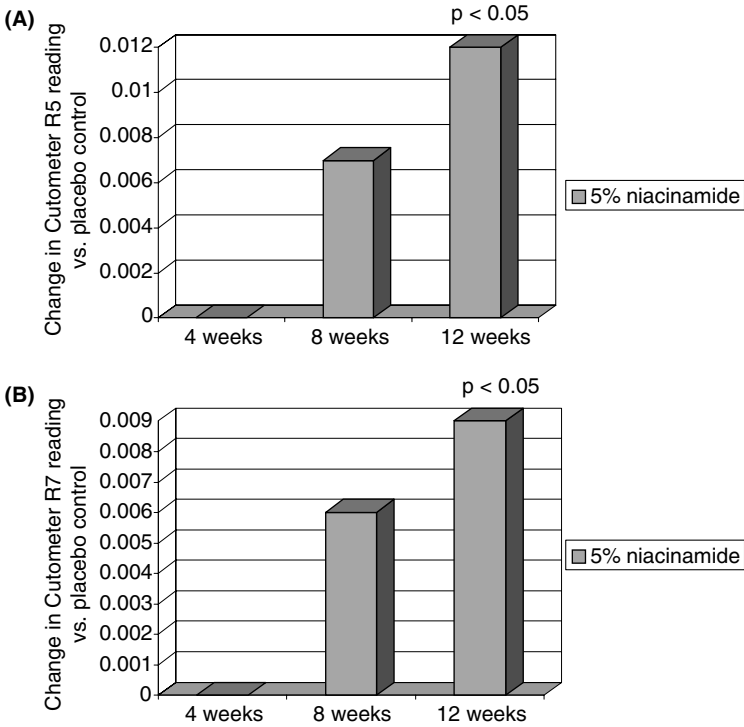 (A)
p < 0.05
Change in Cutometer R5 reading
vs. placebo control
0.012
0.01
0.008
0.006
0.004
0.002
0
4 weeks 8 weeks 12 weeks
5% niacinamide
(B)
p < 0.05
Change in Cutometer R7 reading
vs. placebo control
0.009
0.008
0.007
0.006
0.005
0.004
0.003
0.002
0.001
0
4 weeks 8 weeks 12 weeks
5% niacinamide